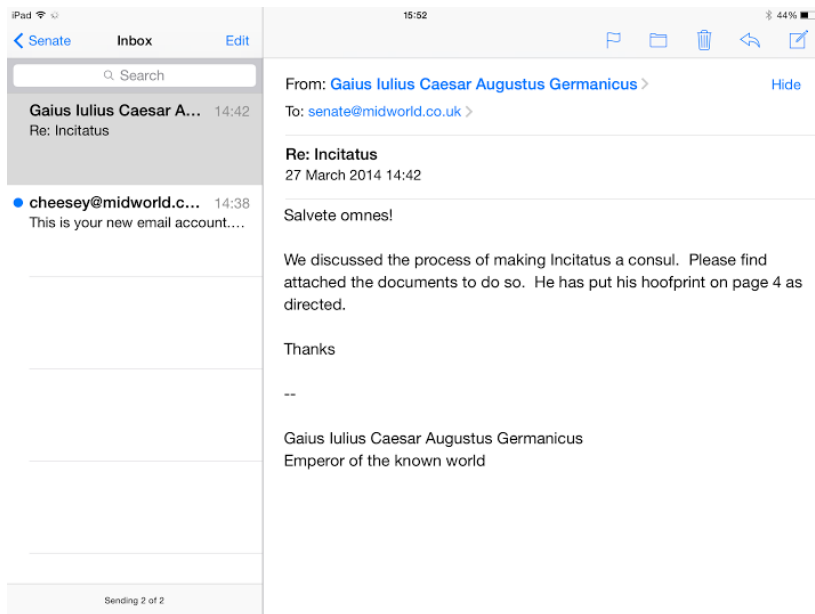 iPad 15:52 44%
Senate Inbox Edit
Search
Gaius Iulius Caesar A... 14:42
Re: Incitatus
cheesey@midworld.c... 14:38
This is your new email account....
Sending 2 of 2
From: Gaius Iulius Caesar Augustus Germanicus Hide
To: senate@midworld.co.uk
Re: Incitatus
27 March 2014 14:42
Salvete omnes!
We discussed the process of making Incitatus a consul.  Please find
attached the documents to do so.  He has put his hoofprint on page 4 as
directed.
Thanks
--
Gaius Iulius Caesar Augustus Germanicus
Emperor of the known world